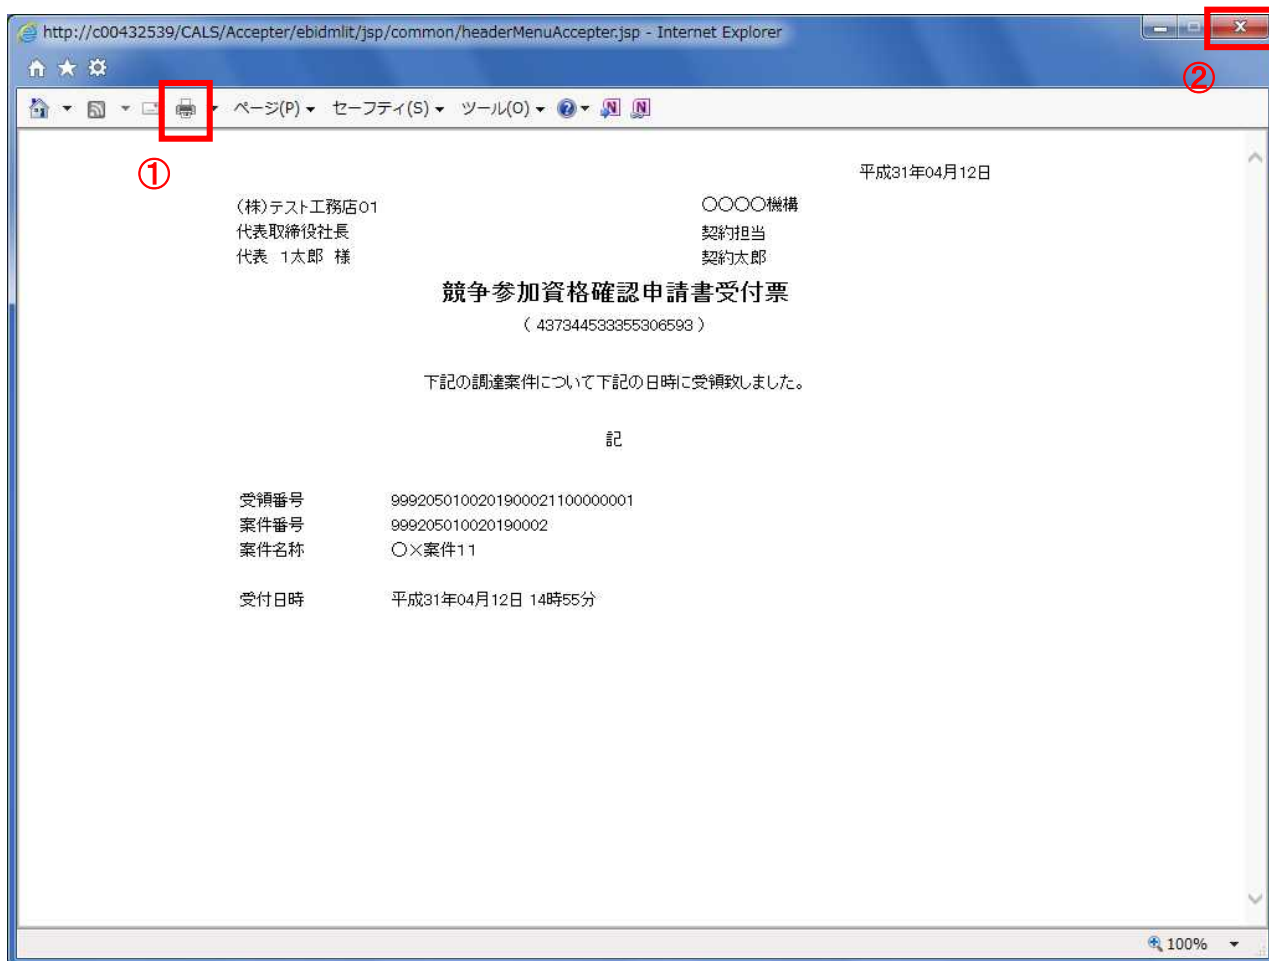 http://c00432539/CALS/Accepter/ebidmlit/jsp/common/headerMenuAccepter.jsp - Internet Explorer
②
ページ(P) セーフティ(S) ツール(O)
①
平成31年04月12日
(株)テスト工務店01 〇〇〇〇機構
代表取締役社長 契約担当
代表 1太郎 様 契約太郎
競争参加資格確認申請書受付票
( 437344533355306593 )
下記の調達案件について下記の日時に受領致しました。
記
受領番号 9992050100201900021100000001
案件番号 999205010020190002
案件名称 〇×案件11
受付日時 平成31年04月12日 14時55分
100%